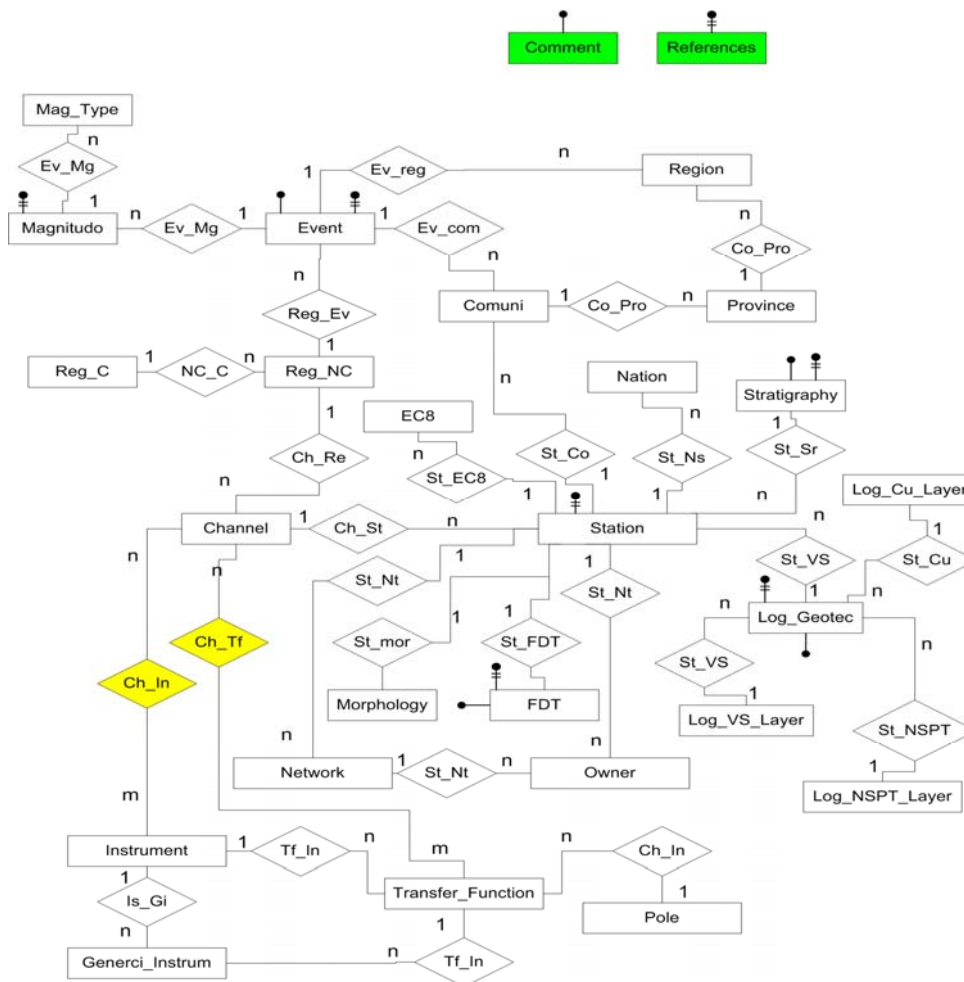 Comment References
Mag_Type
n
Ev_Mg
1
Magnitudo n Ev_Mg 1 Event
1 Ev_reg n Region
1 Ev_com n
n Co_Pro 1
Comuni 1 Co_Pro n Province
n Reg_Ev 1
Reg_C 1 NC_C n Reg_NC
Nation
Stratigraphy
EC8
n St_EC8 1
n St_Co 1
n St_Ns 1
1 St_Sr n
1 Ch_Re n
Log_Cu_Layer
1 St_Cu n
Channel 1 Ch_St n Station
n St_VS 1
1 St_Nt n
1 St_Nt n
1 St_mor
1 St_FDT n
Log_Geotec
n St_VS 1
n St_NSPT 1
n Ch_Tf m
n Ch_In m
Morphology FDT
Log_VS_Layer
Network 1 St_Nt n Owner
Log_NSPT_Layer
Instrument 1 Tf_In n
n Ch_In 1
Transfer_Function
1 Is_Gi n
Pole
Generci_Instrum n Tf_In 1